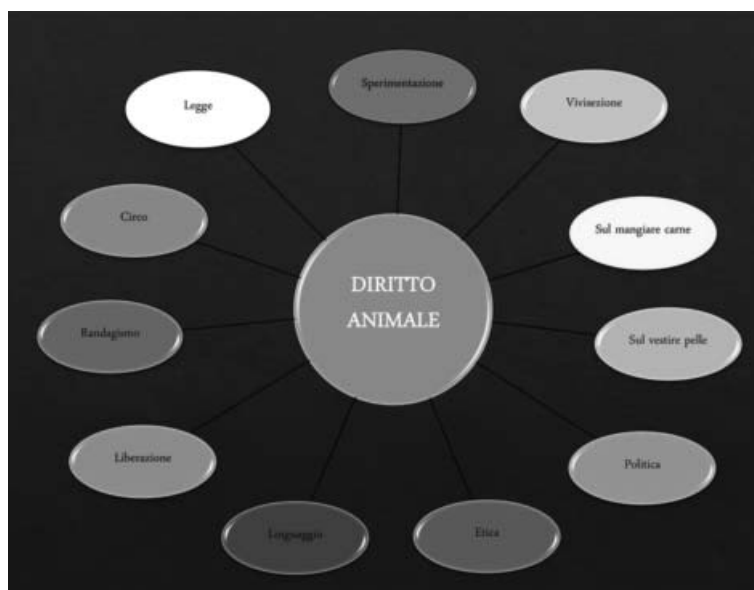 Sperimentazione
Legge
Vivisezione
Circo
Sul mangiare carne
DIRITTO
ANIMALE
Randagismo
Sul vestire pelle
Liberazione
Politica
Linguaggio
Etica